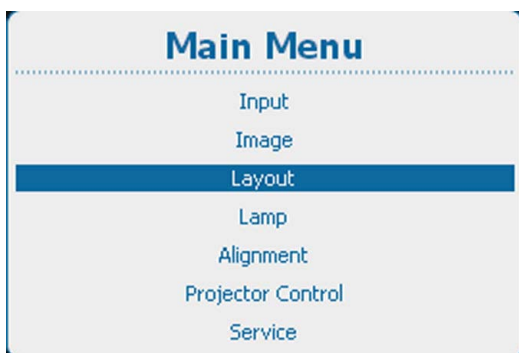 Main Menu
Input
Image
Layout
Lamp
Alignment
Projector Control
Service